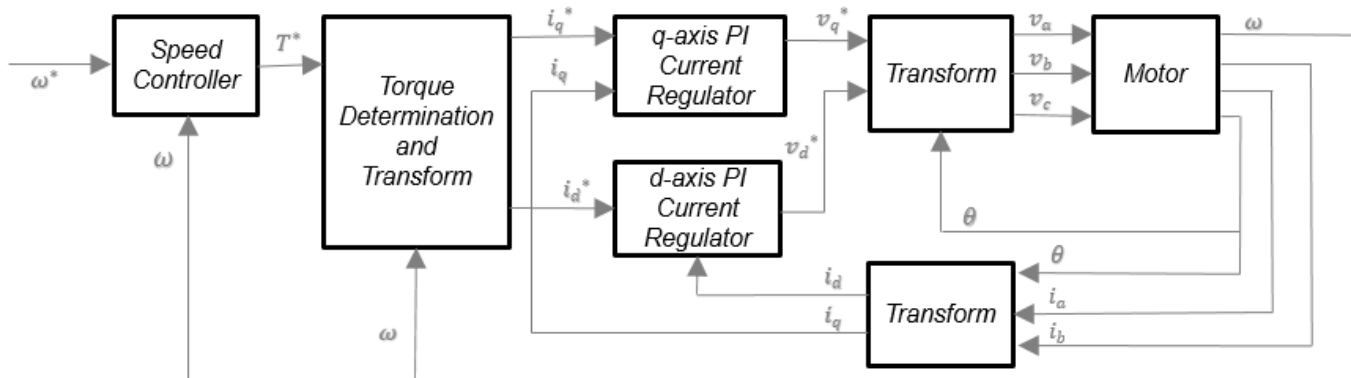 ω*
Speed
Controller
ω
T*
Torque
Determination
and
Transform
ω
i_q*
i_q
q-axis PI
Current
Regulator
i_d*
d-axis PI
Current
Regulator
v_q*
v_d*
Transform
v_a
v_b
v_c
Motor
ω
θ
θ
i_d
i_q
Transform
i_a
i_b